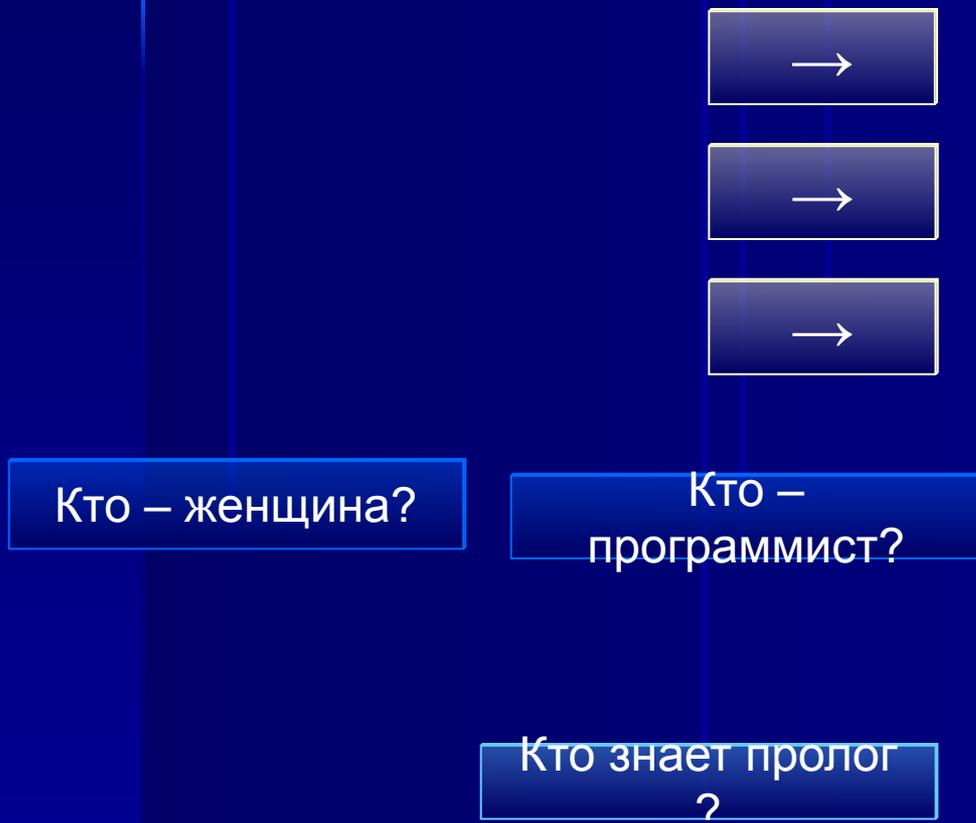 →
→
→
Кто – женщина?
Кто –
программист?
Кто знает пролог
?